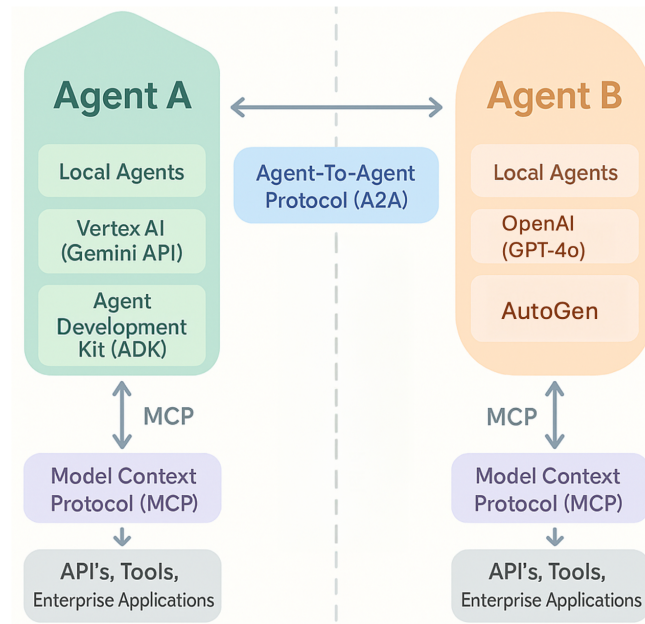 Agent A
Local Agents
Vertex AI
(Gemini API)
Agent
Development
Kit (ADK)
MCP
Model Context
Protocol (MCP)
API's, Tools,
Enterprise Applications
Agent-To-Agent
Protocol (A2A)
Agent B
Local Agents
OpenAI
(GPT-4o)
AutoGen
MCP
Model Context
Protocol (MCP)
API's, Tools,
Enterprise Applications